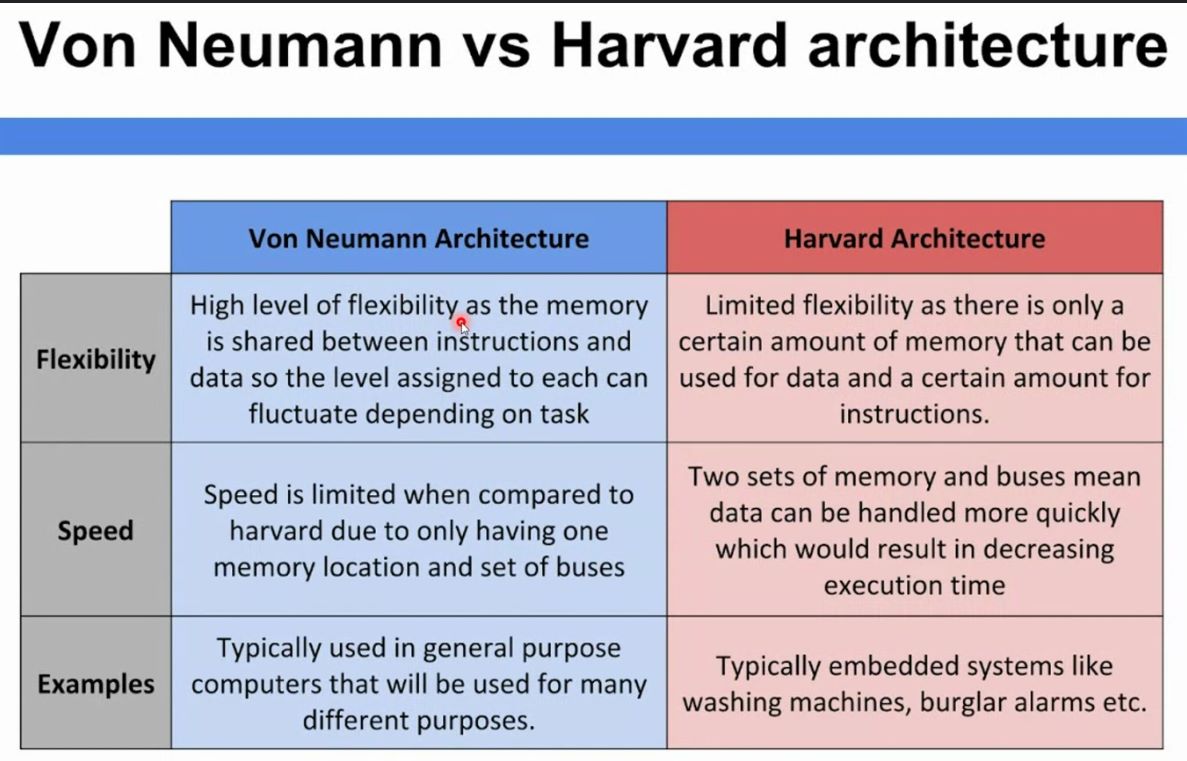 Von Neumann vs Harvard architecture
Von Neumann Architecture
Harvard Architecture
Flexibility
High level of flexibility as the memory
is shared between instructions and
data so the level assigned to each can
fluctuate depending on task
Limited flexibility as there is only a
certain amount of memory that can be
used for data and a certain amount for
instructions.
Speed
Speed is limited when compared to
harvard due to only having one
memory location and set of buses
Two sets of memory and buses mean
data can be handled more quickly
which would result in decreasing
execution time
Examples
Typically used in general purpose
computers that will be used for many
different purposes.
Typically embedded systems like
washing machines, burglar alarms etc.